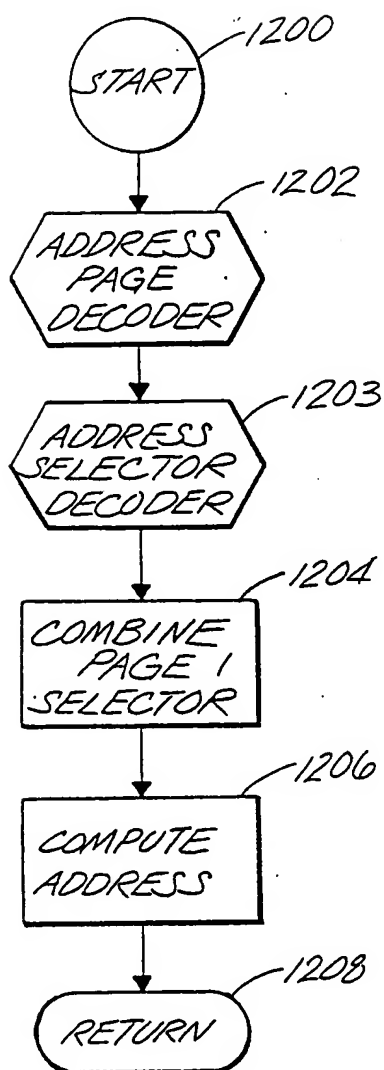 1200
START
1202
ADDRESS
PAGE
DECODER
1203
ADDRESS
SELECTOR
DECODER
1204
COMBINE
PAGE /
SELECTOR
1206
COMPUTE
ADDRESS
1208
RETURN